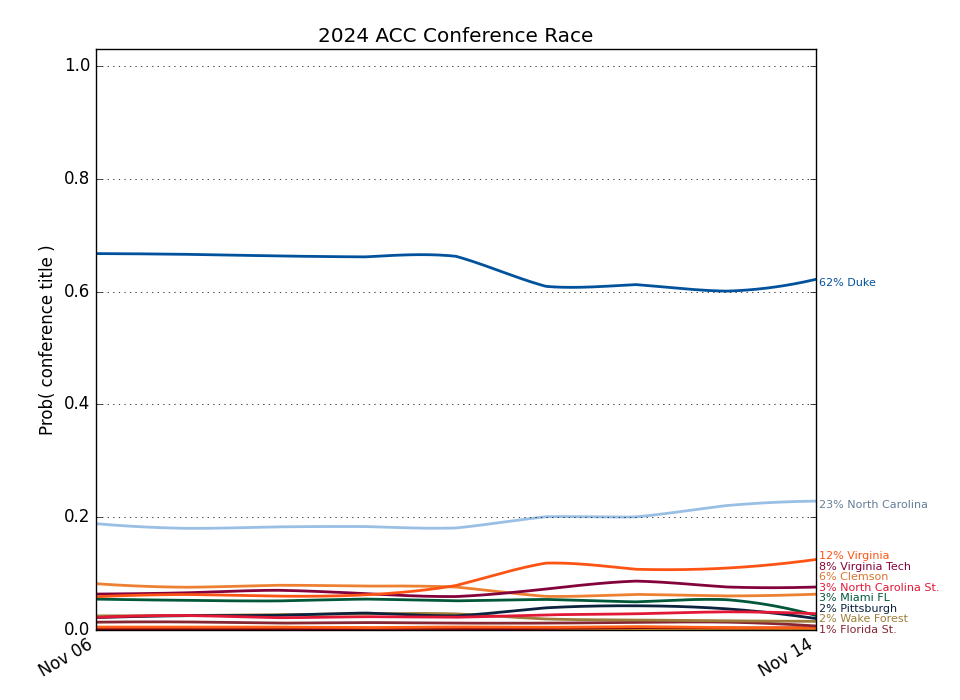 2024 ACC Conference Race
Prob( conference title )
1.0
0.8
0.6
0.4
0.2
0.0
Nov 06
Nov 14
62% Duke
23% North Carolina
12% Virginia
8% Virginia Tech
6% Clemson
3% North Carolina St.
3% Miami FL
2% Pittsburgh
2% Wake Forest
1% Florida St.